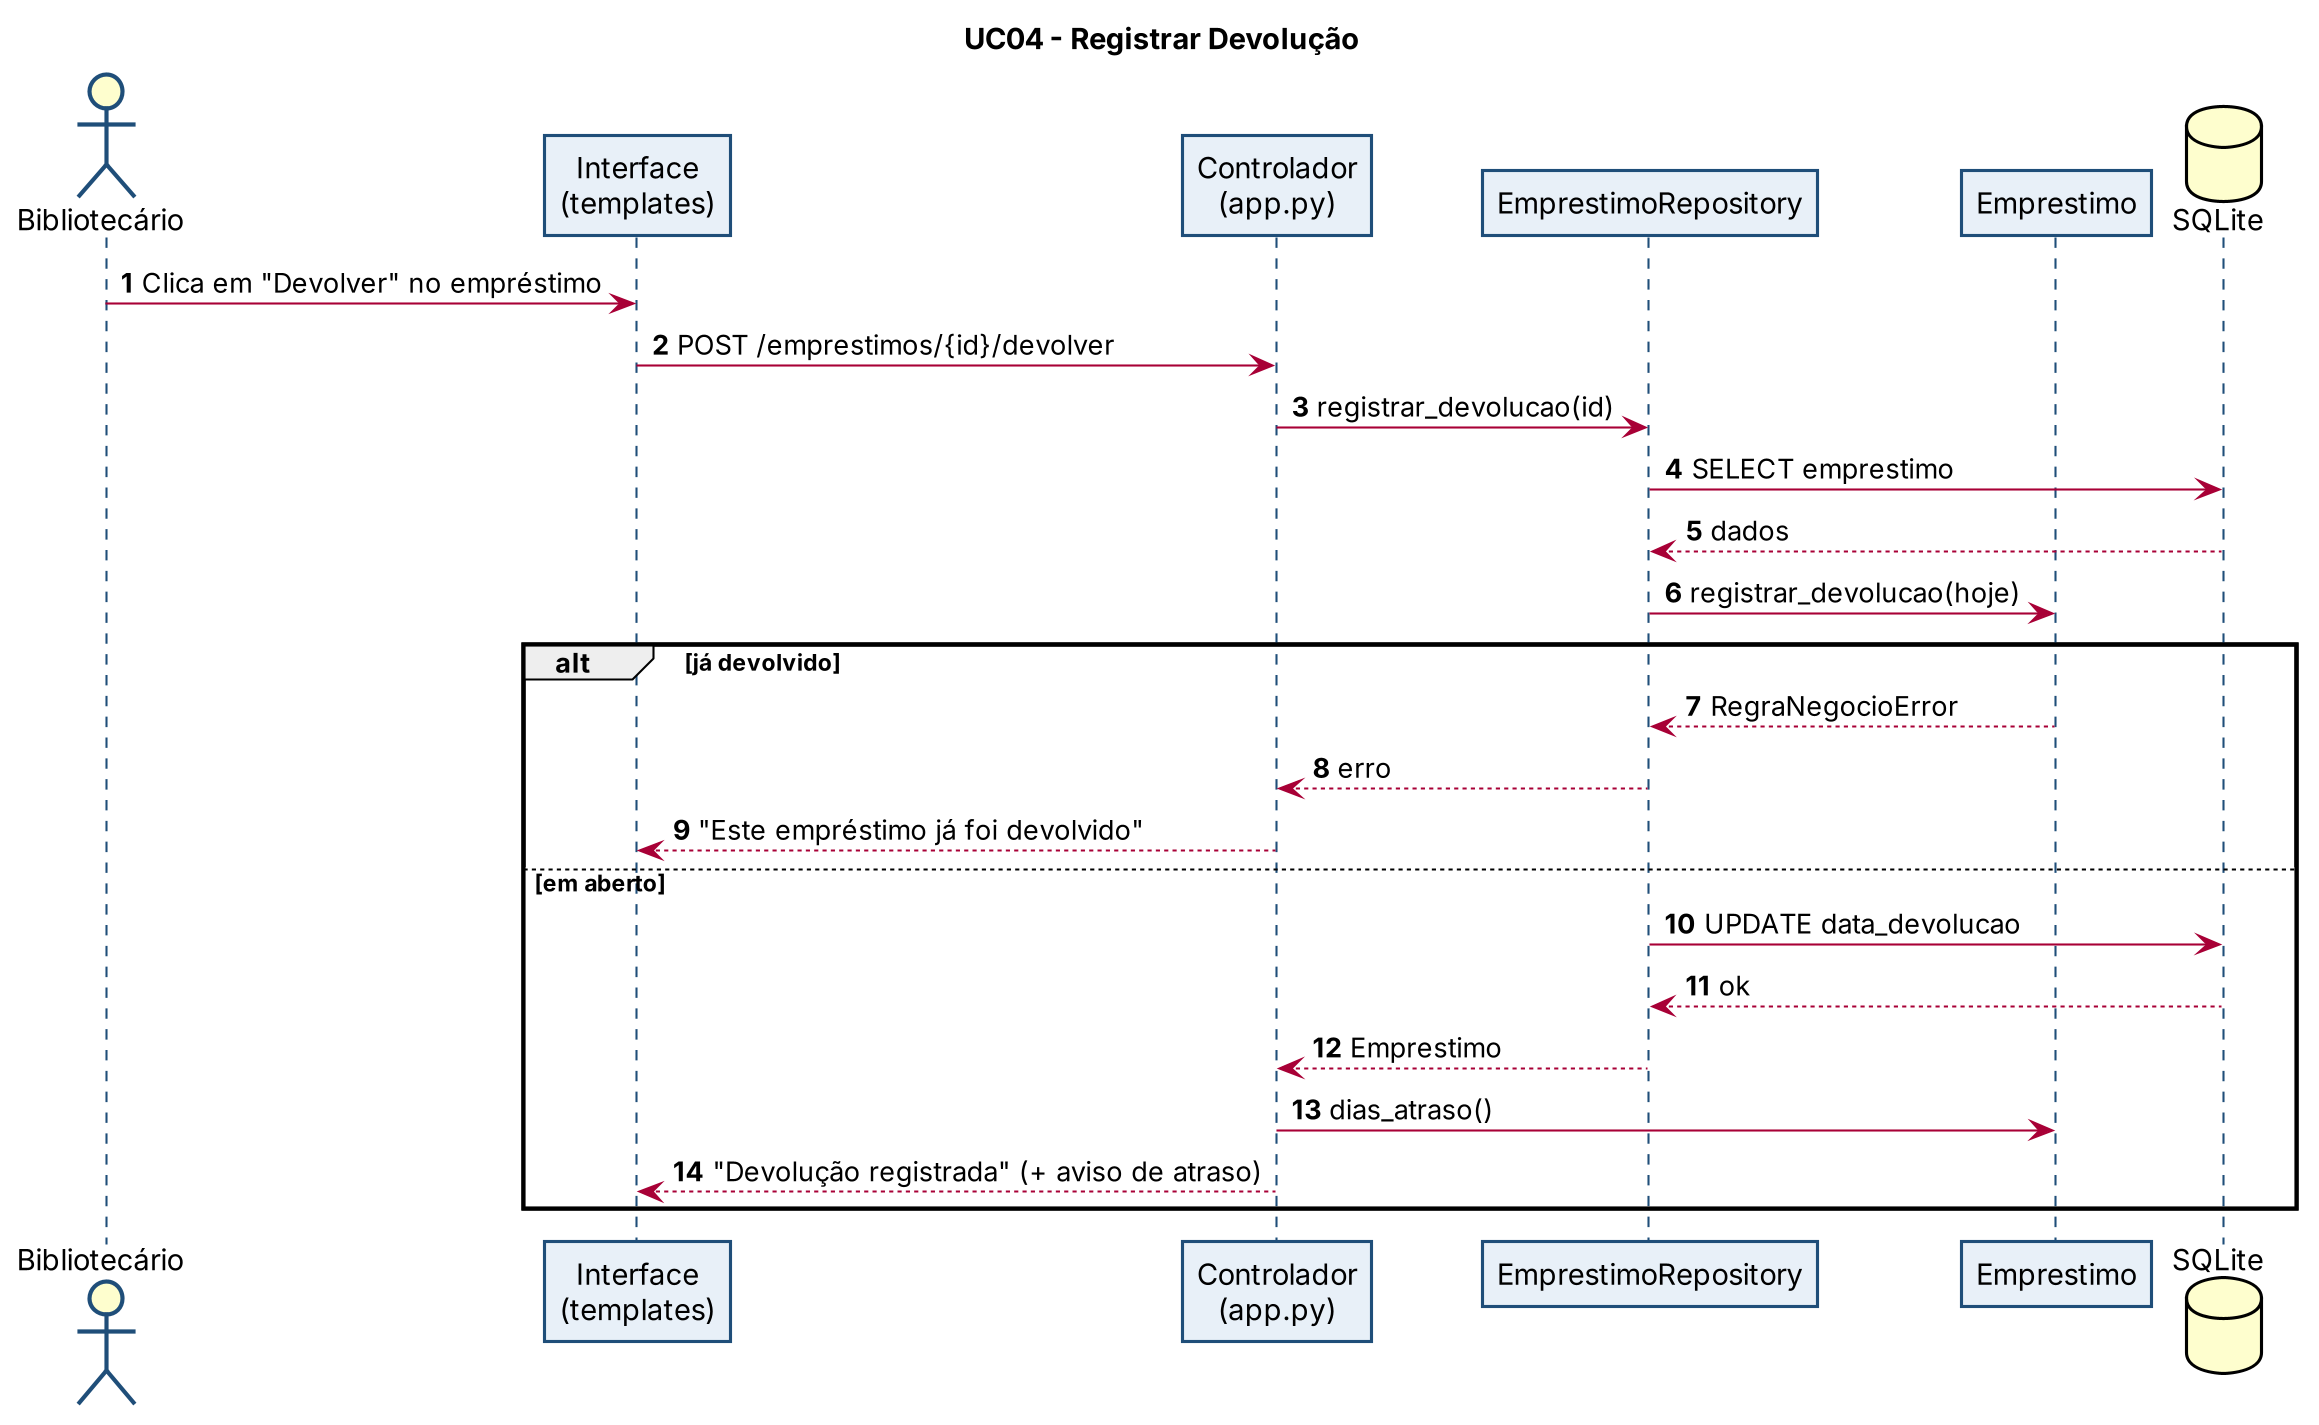 UC04 - Registrar Devolução
Bibliotecário
Interface
(templates)
Controlador
(app.py)
EmprestimoRepository
Emprestimo
SQLite
1 Clica em "Devolver" no empréstimo
2 POST /emprestimos/{id}/devolver
3 registrar_devolucao(id)
4 SELECT emprestimo
5 dados
6 registrar_devolucao(hoje)
alt [já devolvido]
7 RegraNegocioError
8 erro
9 "Este empréstimo já foi devolvido"
[em aberto]
10 UPDATE data_devolucao
11 ok
12 Emprestimo
13 dias_atraso()
14 "Devolução registrada" (+ aviso de atraso)
Bibliotecário
Interface
(templates)
Controlador
(app.py)
EmprestimoRepository
Emprestimo
SQLite